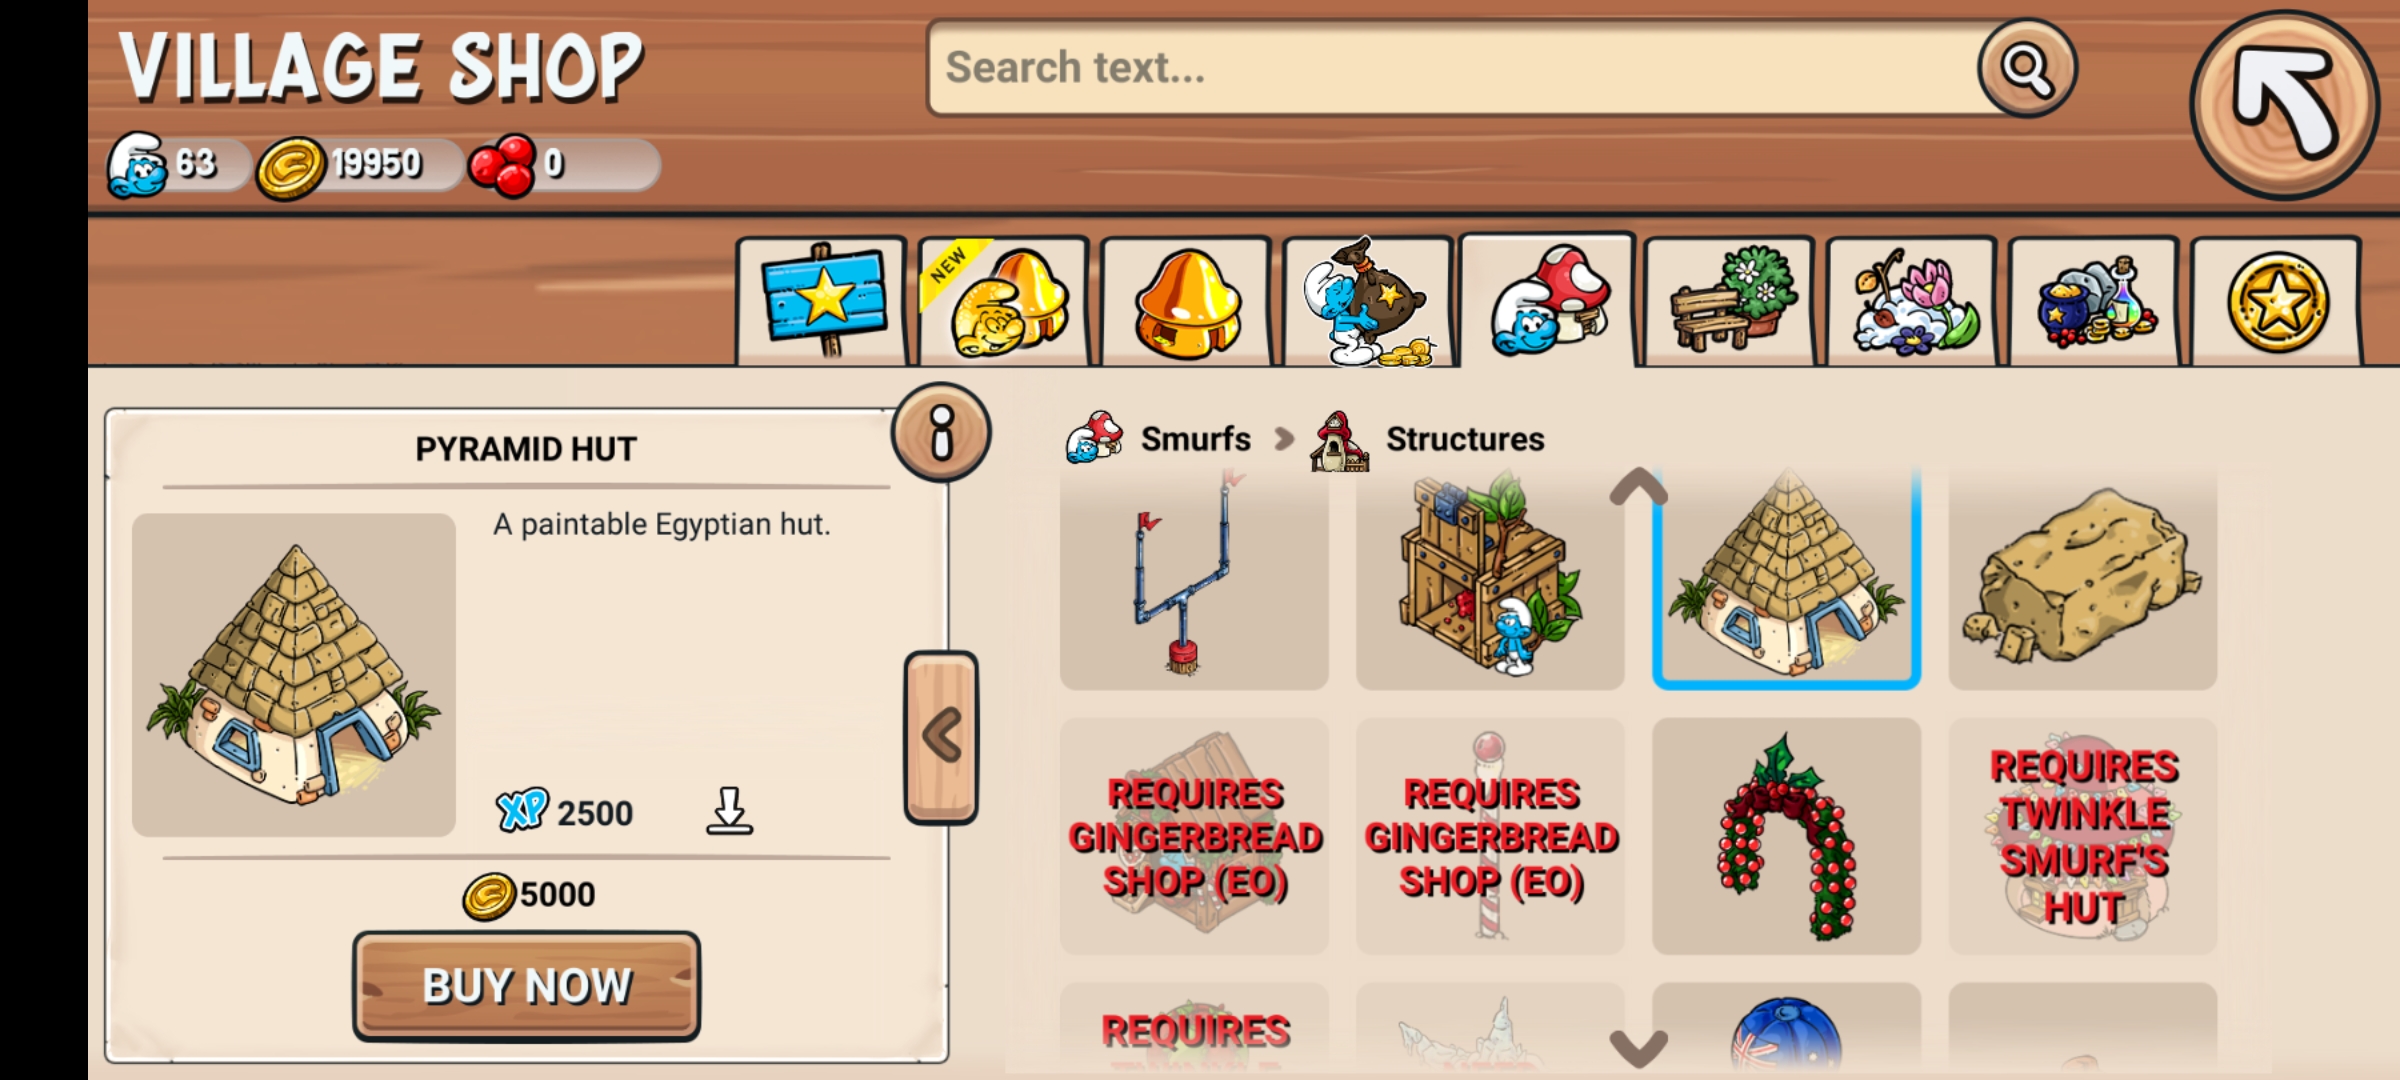 VILLAGE SHOP
Search text...
63
19950
0
NEW
PYRAMID HUT
A paintable Egyptian hut.
XP 2500
5000
BUY NOW
Smurfs > Structures
REQUIRES
GINGERBREAD
SHOP (EO)
REQUIRES
GINGERBREAD
SHOP (EO)
REQUIRES
TWINKLE
SMURF'S
HUT
REQUIRES